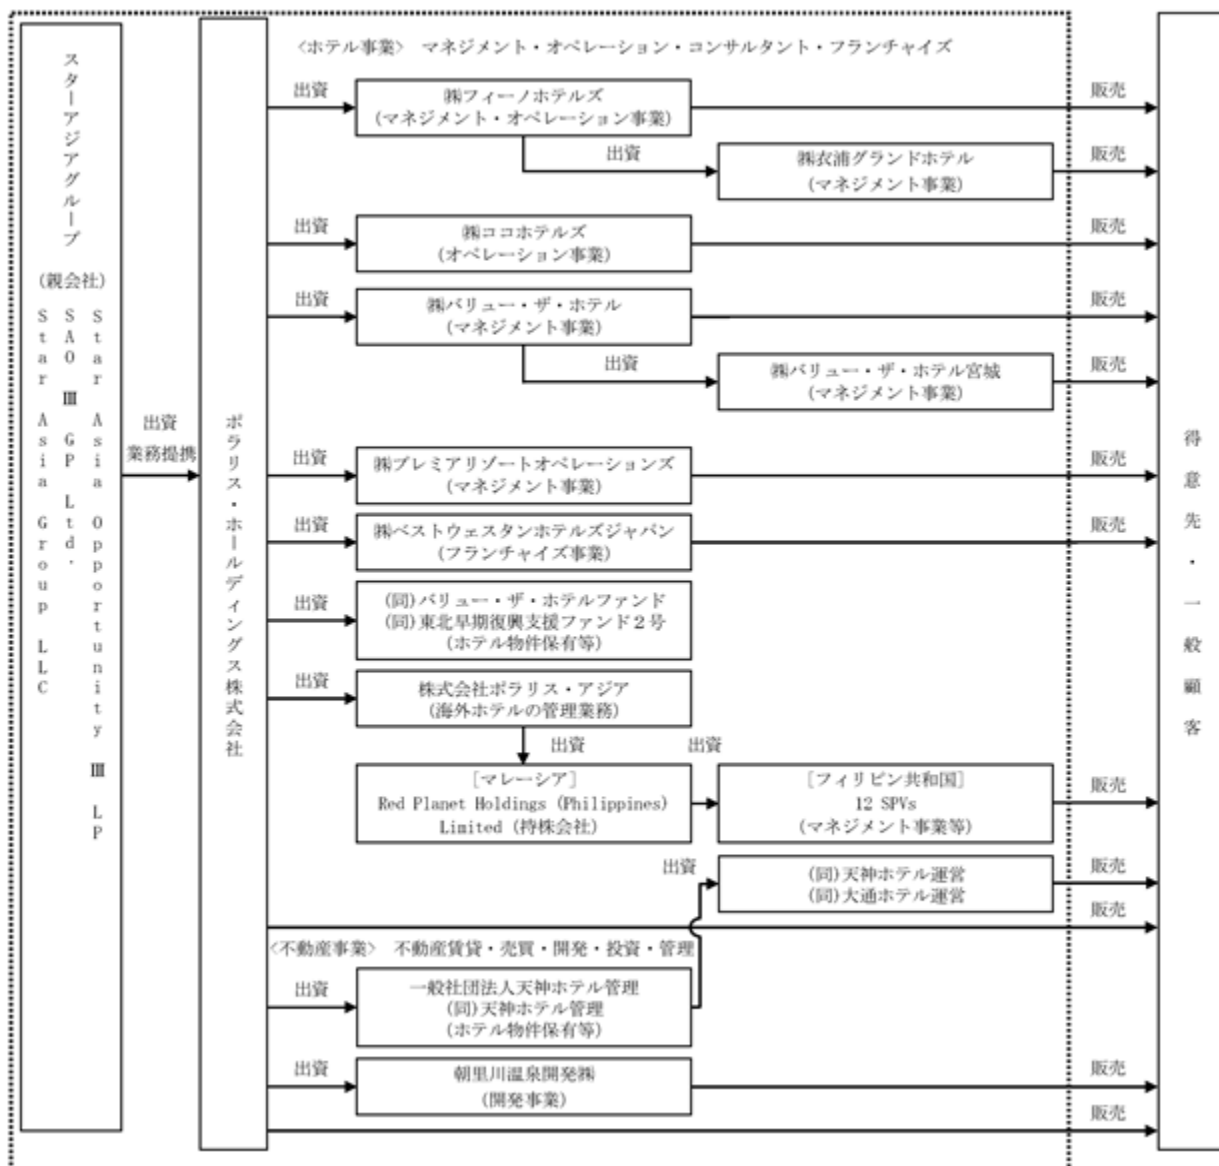 スターアジアグループ
(親会社)
Star Asia Opportunity Ⅲ LP
SAO Ⅲ GP Ltd.
Star Asia Group LLC
出資
業務提携
ポラリス・ホールディングス株式会社
<ホテル事業> マネジメント・オペレーション・コンサルタント・フランチャイズ
出資
㈱フィーノホテルズ
(マネジメント・オペレーション事業)
販売
出資
㈱衣浦グランドホテル
(マネジメント事業)
販売
出資
㈱ココホテルズ
(オペレーション事業)
販売
出資
㈱バリュー・ザ・ホテル
(マネジメント事業)
販売
出資
㈱バリュー・ザ・ホテル宮城
(マネジメント事業)
販売
出資
㈱プレミアリゾートオペレーションズ
(マネジメント事業)
販売
出資
㈱ベストウェスタンホテルズジャパン
(フランチャイズ事業)
販売
出資
(同)バリュー・ザ・ホテルファンド
(同)東北早期復興支援ファンド2号
(ホテル物件保有等)
出資
株式会社ポラリス・アジア
(海外ホテルの管理業務)
出資
出資
[マレーシア]
Red Planet Holdings (Philippines)
Limited (持株会社)
[フィリピン共和国]
12 SPVs
(マネジメント事業等)
販売
出資
(同)天神ホテル運営
(同)大通ホテル運営
販売
販売
<不動産事業> 不動産賃貸・売買・開発・投資・管理
出資
一般社団法人天神ホテル管理
(同)天神ホテル管理
(ホテル物件保有等)
出資
朝里川温泉開発㈱
(開発事業)
販売
販売
得意先・一般顧客